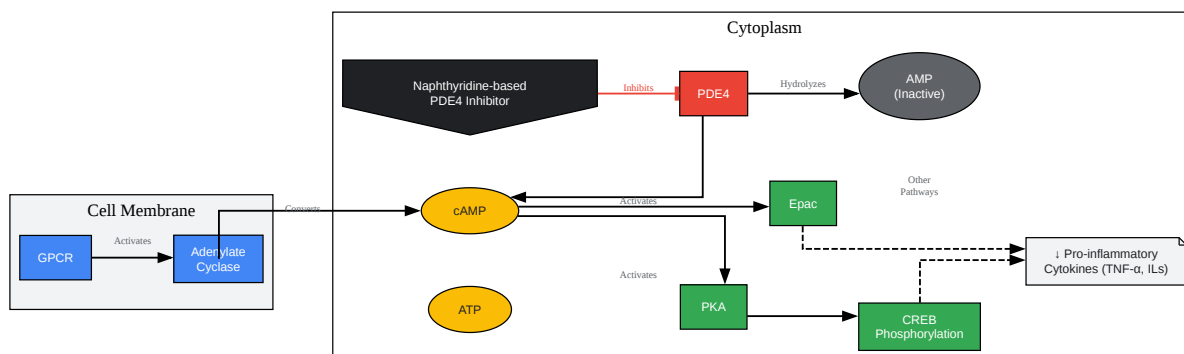 Cytoplasm
Naphthyridine-based
PDE4 Inhibitor
Inhibits
PDE4
Hydrolyzes
AMP
(Inactive)
Cell Membrane
GPCR
Activates
Adenylate
Cyclase
Converts
cAMP
Activates
Epac
Other
Pathways
↓ Pro-inflammatory
Cytokines (TNF-α, ILs)
Activates
ATP
PKA
CREB
Phosphorylation